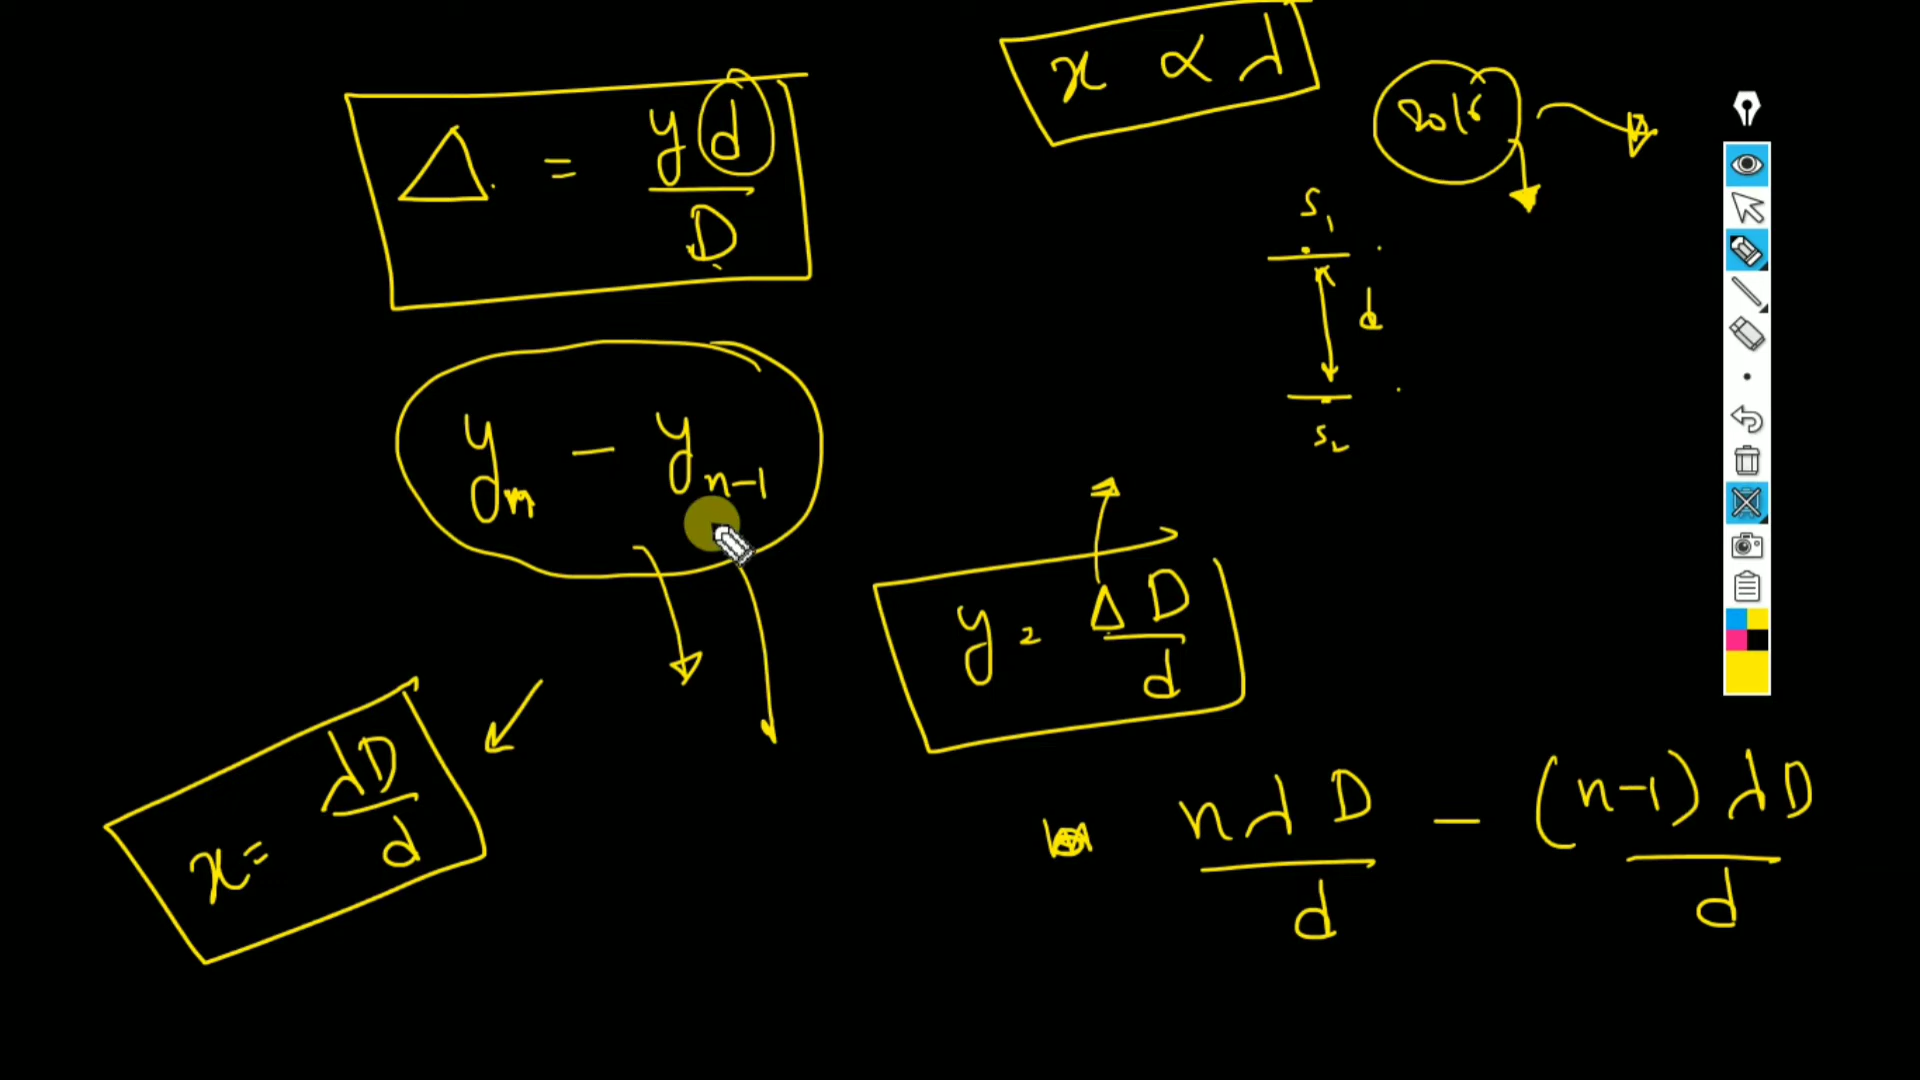 x ∝ λ
Δ = yd/D
2016
S1
d
S2
yn - yn-1
y = ΔD/d
x = λD/d
nλD/d - (n-1)λD/d